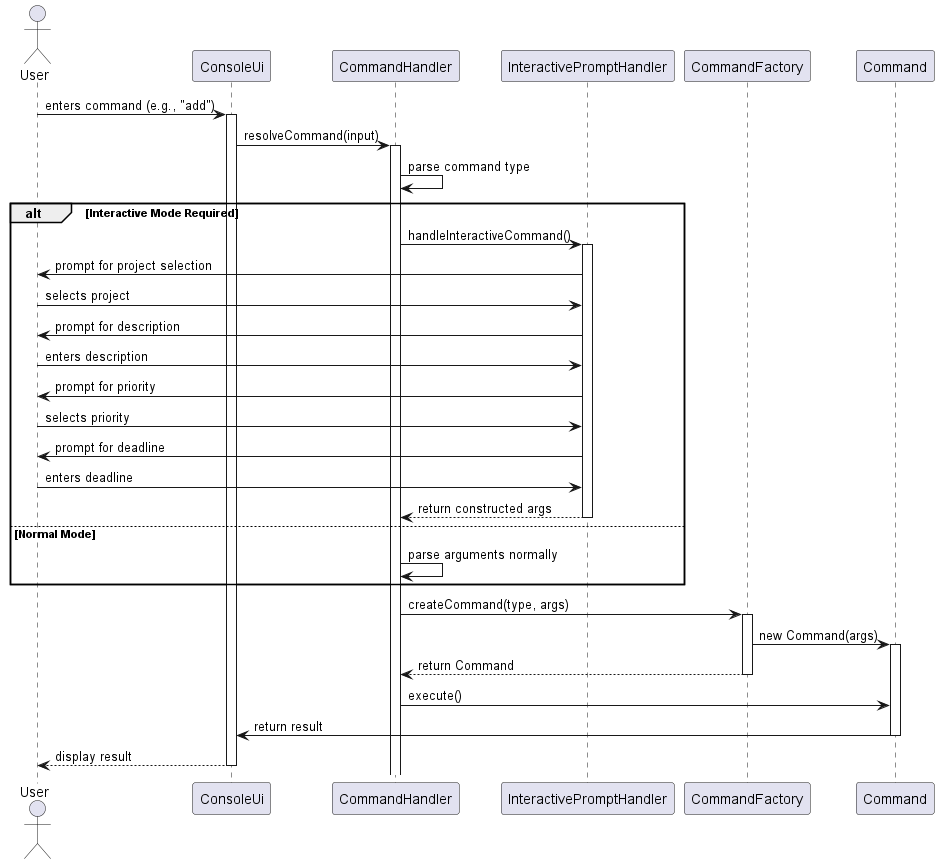 User
ConsoleUi
CommandHandler
InteractivePromptHandler
CommandFactory
Command
enters command (e.g., "add")
resolveCommand(input)
parse command type
alt
[Interactive Mode Required]
handleInteractiveCommand()
prompt for project selection
selects project
prompt for description
enters description
prompt for priority
selects priority
prompt for deadline
enters deadline
return constructed args
[Normal Mode]
parse arguments normally
createCommand(type, args)
new Command(args)
return Command
execute()
return result
display result
User
ConsoleUi
CommandHandler
InteractivePromptHandler
CommandFactory
Command